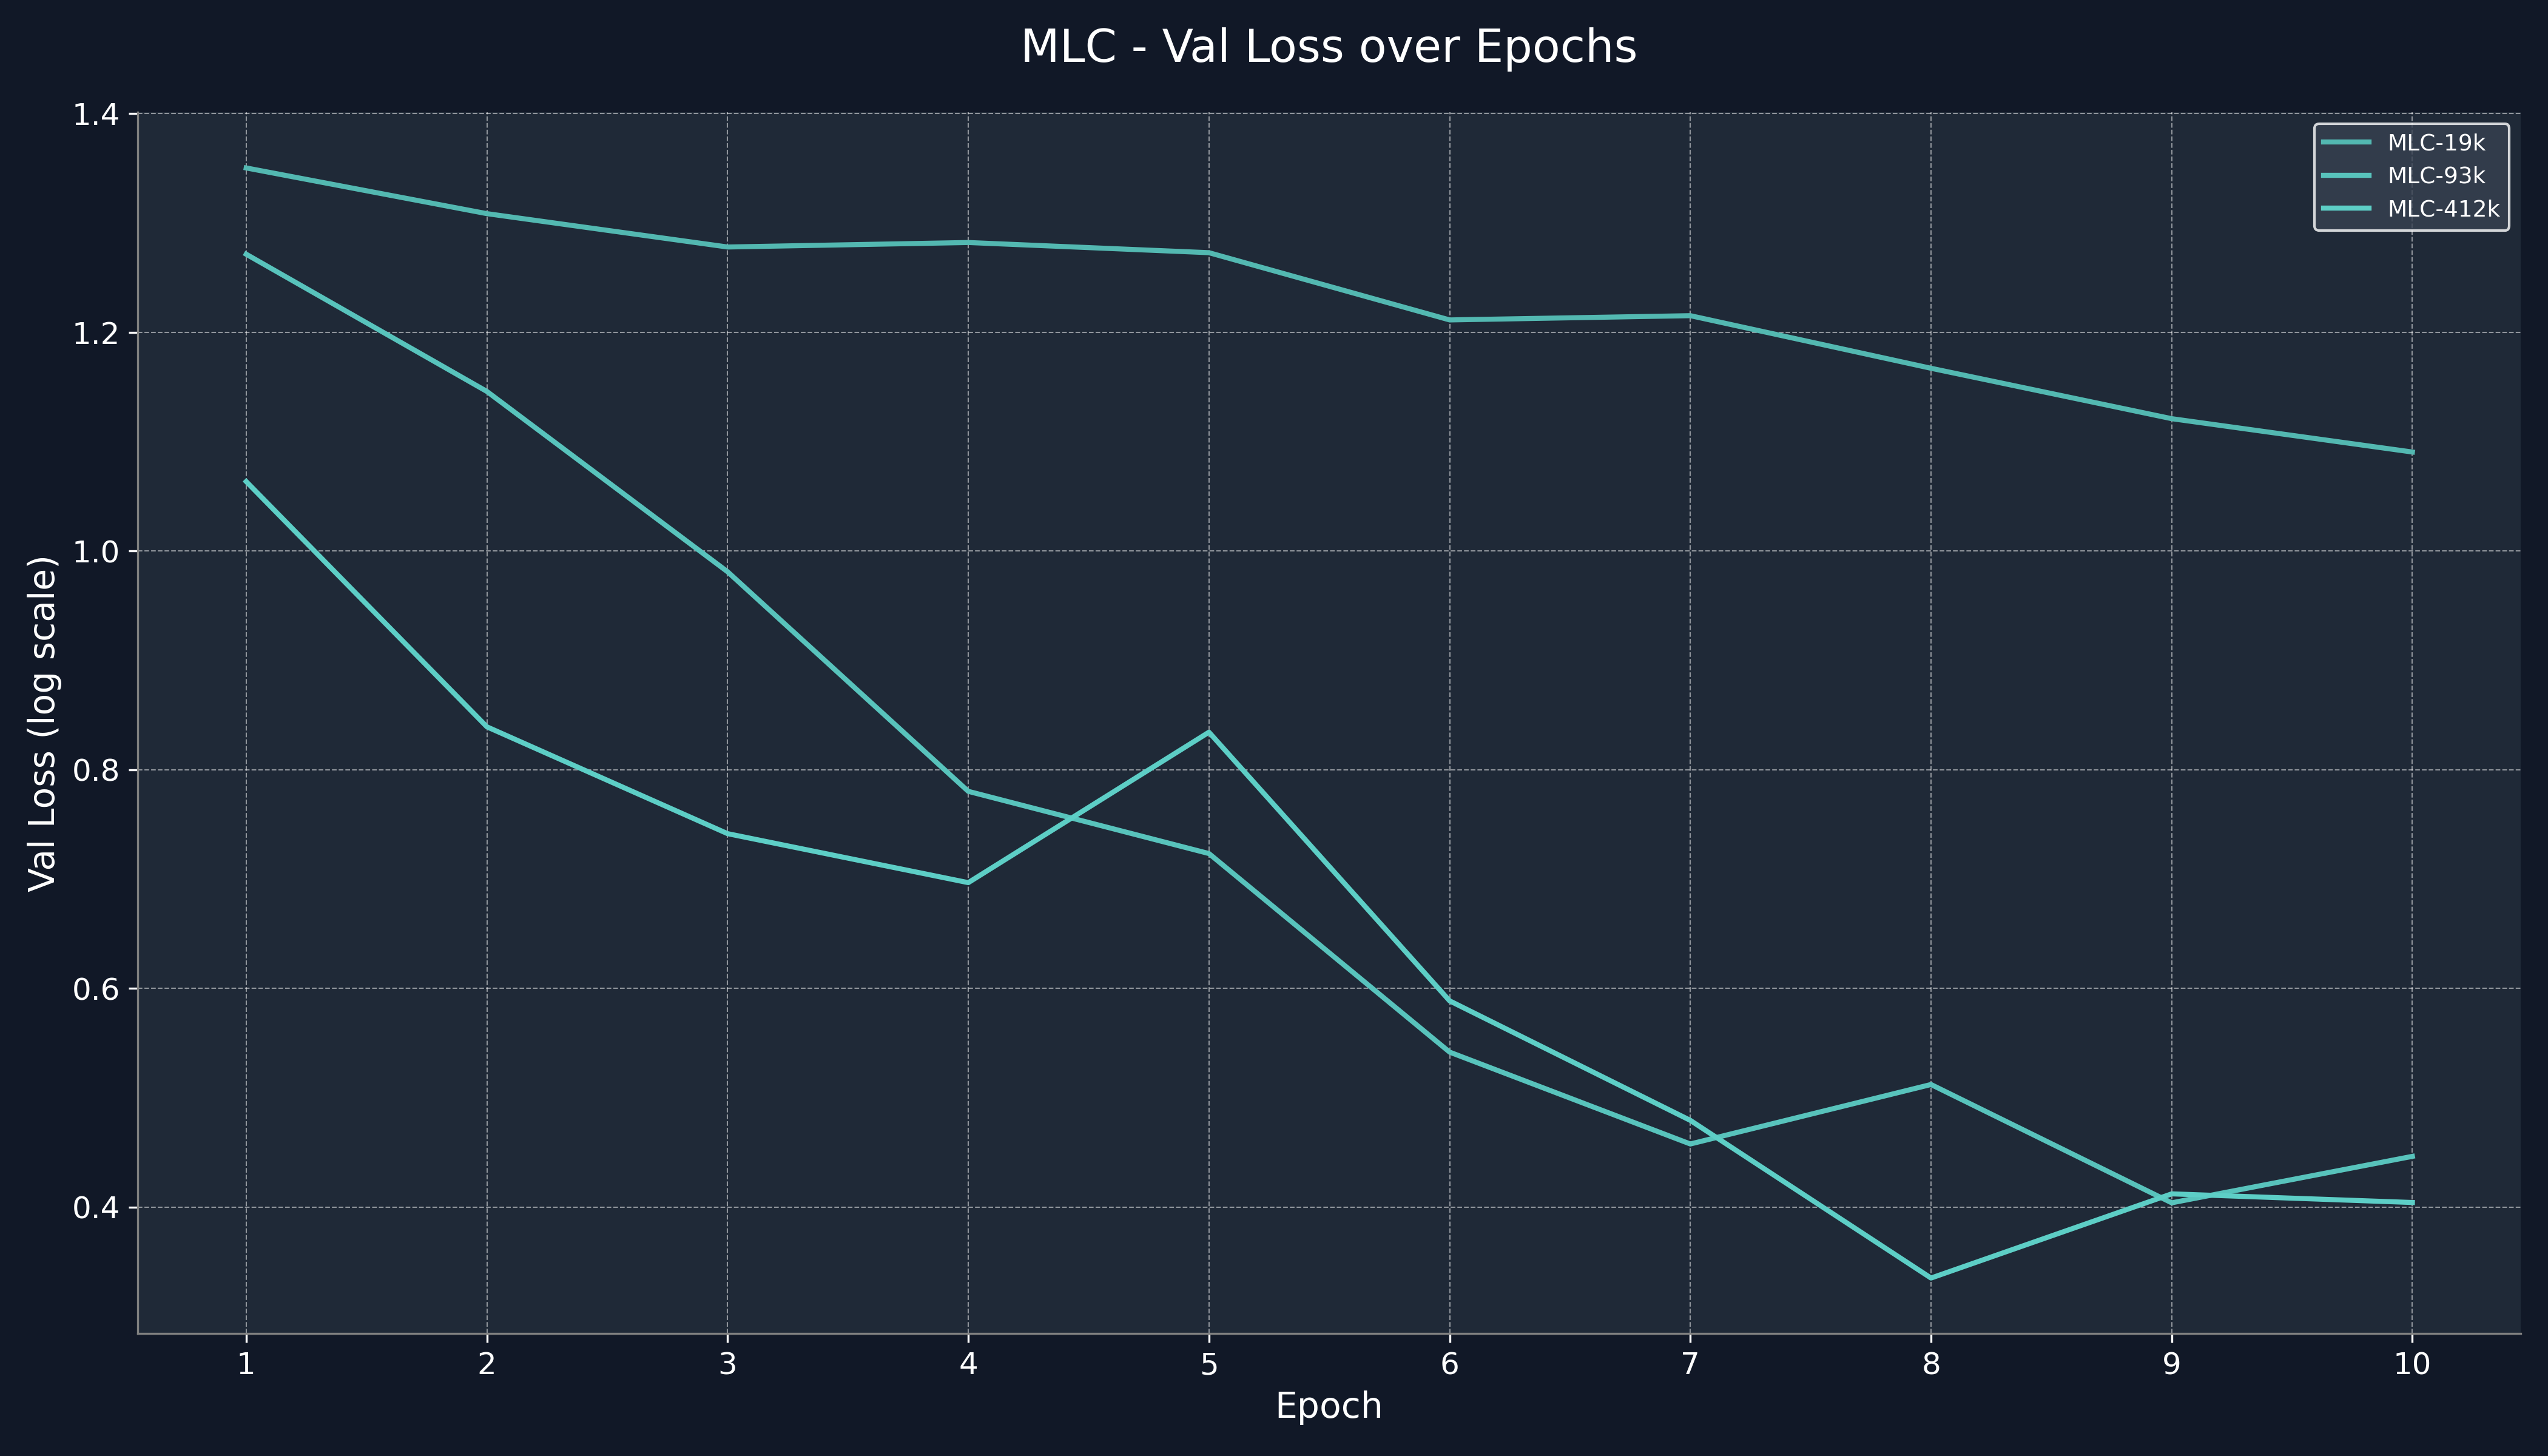 MLC - Val Loss over Epochs
1.4
1.2
1.0
0.8
0.6
0.4
Val Loss (log scale)
MLC-19k
MLC-93k
MLC-412k
1 2 3 4 5 6 7 8 9 10
Epoch